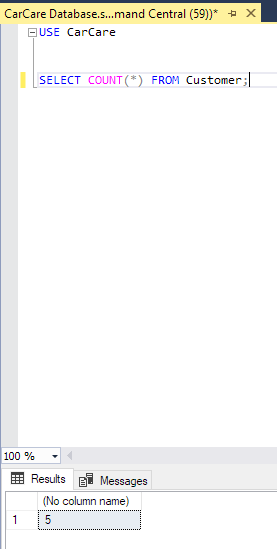 CarCare Database.s...mand Central (59))*
USE CarCare
SELECT COUNT(*) FROM Customer;
100 %
Results
Messages
(No column name)
1
5